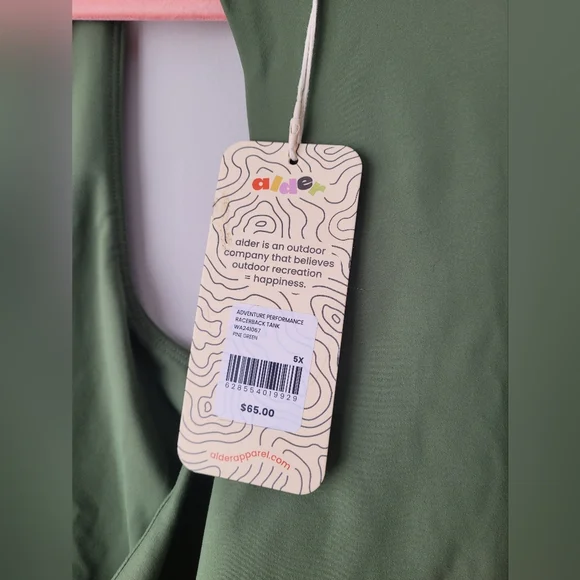 alder
alder is an outdoor
company that believes
outdoor recreation
= happiness.
ADVENTURE PERFORMANCE
RACERBACK TANK
WA241067
PINE GREEN
5X
628554019929
$65.00
alderapparel.com